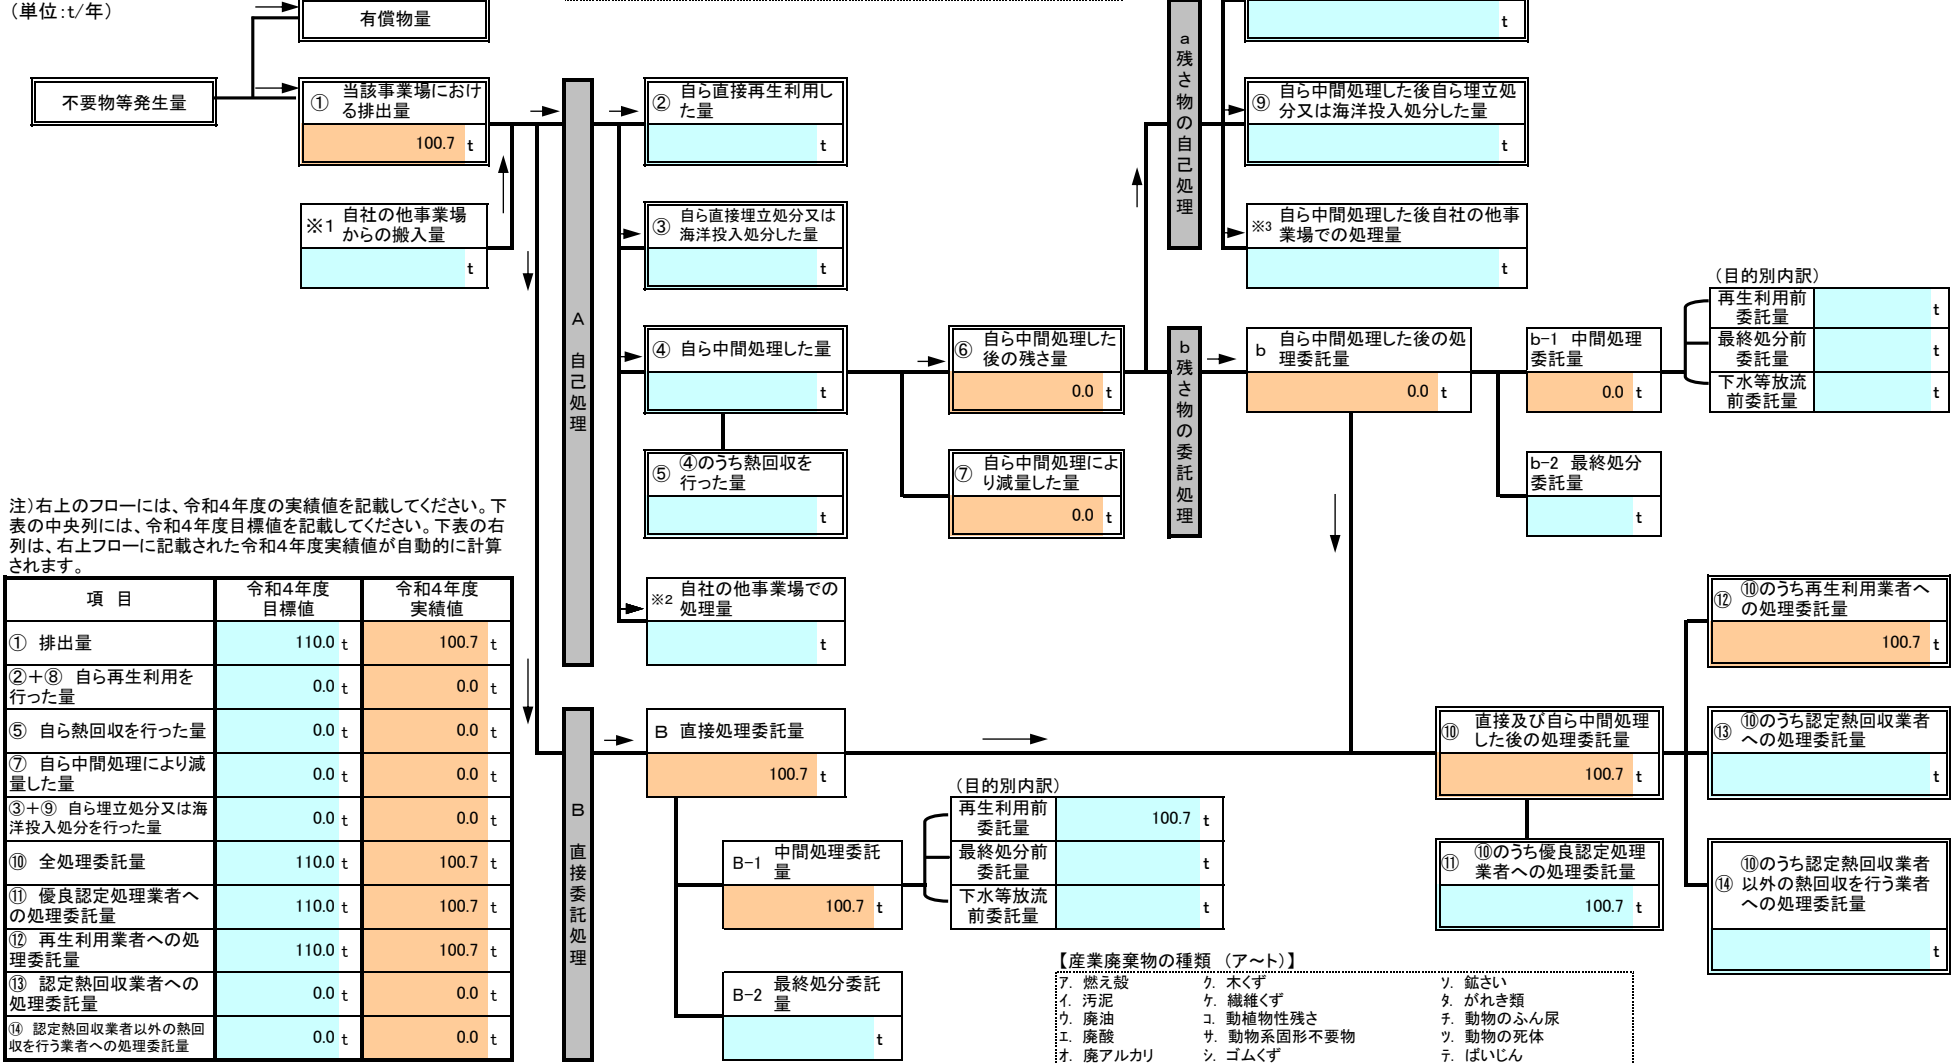 （単位：t/年）
有償物量
t
不要物等発生量
① 当該事業場におけ
る排出量
100.7 t
※1 自社の他事業場
からの搬入量
t
A 自己処理
② 自ら直接再生利用し
た量
t
③ 自ら直接埋立処分又は
海洋投入処分した量
t
④ 自ら中間処理した量
t
⑤ ④のうち熱回収を
行った量
t
※2 自社の他事業場での
処理量
t
⑥ 自ら中間処理した
後の残さ量
0.0 t
⑦ 自ら中間処理によ
り減量した量
0.0 t
a残さ物の自己処理
⑨ 自ら中間処理した後自ら埋立処
分又は海洋投入処分した量
t
※3 自ら中間処理した後自社の他事
業場での処理量
t
b残さ物の委託処理
b 自ら中間処理した後の処
理委託量
0.0 t
b-1 中間処理
委託量
0.0 t
（目的別内訳）
再生利用前
委託量
t
最終処分前
委託量
t
下水等放流
前委託量
t
b-2 最終処分
委託量
t
注）右上のフローには、令和４年度の実績値を記載してください。下
表の中央列には、令和４年度目標値を記載してください。下表の右
列は、右上フローに記載された令和４年度実績値が自動的に計算
されます。
項 目
令和４年度
目標値
令和４年度
実績値
① 排出量 110.0 t 100.7 t
②＋⑧ 自ら再生利用を
行った量
0.0 t 0.0 t
⑤ 自ら熱回収を行った量 0.0 t 0.0 t
⑦ 自ら中間処理により減
量した量
0.0 t 0.0 t
③＋⑨ 自ら埋立処分又は海
洋投入処分を行った量
0.0 t 0.0 t
⑩ 全処理委託量 110.0 t 100.7 t
⑪ 優良認定処理業者へ
の処理委託量
110.0 t 100.7 t
⑫ 再生利用業者への処
理委託量
110.0 t 100.7 t
⑬ 認定熱回収業者への
処理委託量
0.0 t 0.0 t
⑭ 認定熱回収業者以外の熱回
収を行う業者への処理委託量
0.0 t 0.0 t
B 直接委託処理
B 直接処理委託量
100.7 t
B-1 中間処理委託
量
100.7 t
（目的別内訳）
再生利用前
委託量
100.7 t
最終処分前
委託量
t
下水等放流
前委託量
t
B-2 最終処分委託
量
t
⑩ 直接及び自ら中間処理
した後の処理委託量
100.7 t
⑪ ⑩のうち優良認定処理
業者への処理委託量
100.7 t
⑫ ⑩のうち再生利用業者へ
の処理委託量
100.7 t
⑬ ⑩のうち認定熱回収業者
への処理委託量
t
⑭ ⑩のうち認定熱回収業者
以外の熱回収を行う業者
への処理委託量
t
【産業廃棄物の種類 （ア～ト）】
ア. 燃え殻 ク. 木くず ソ. 鉱さい
イ. 汚泥 ケ. 繊維くず タ. がれき類
ウ. 廃油 コ. 動植物性残さ チ. 動物のふん尿
エ. 廃酸 サ. 動物系固形不要物 ツ. 動物の死体
オ. 廃アルカリ シ. ゴムくず テ. ばいじん